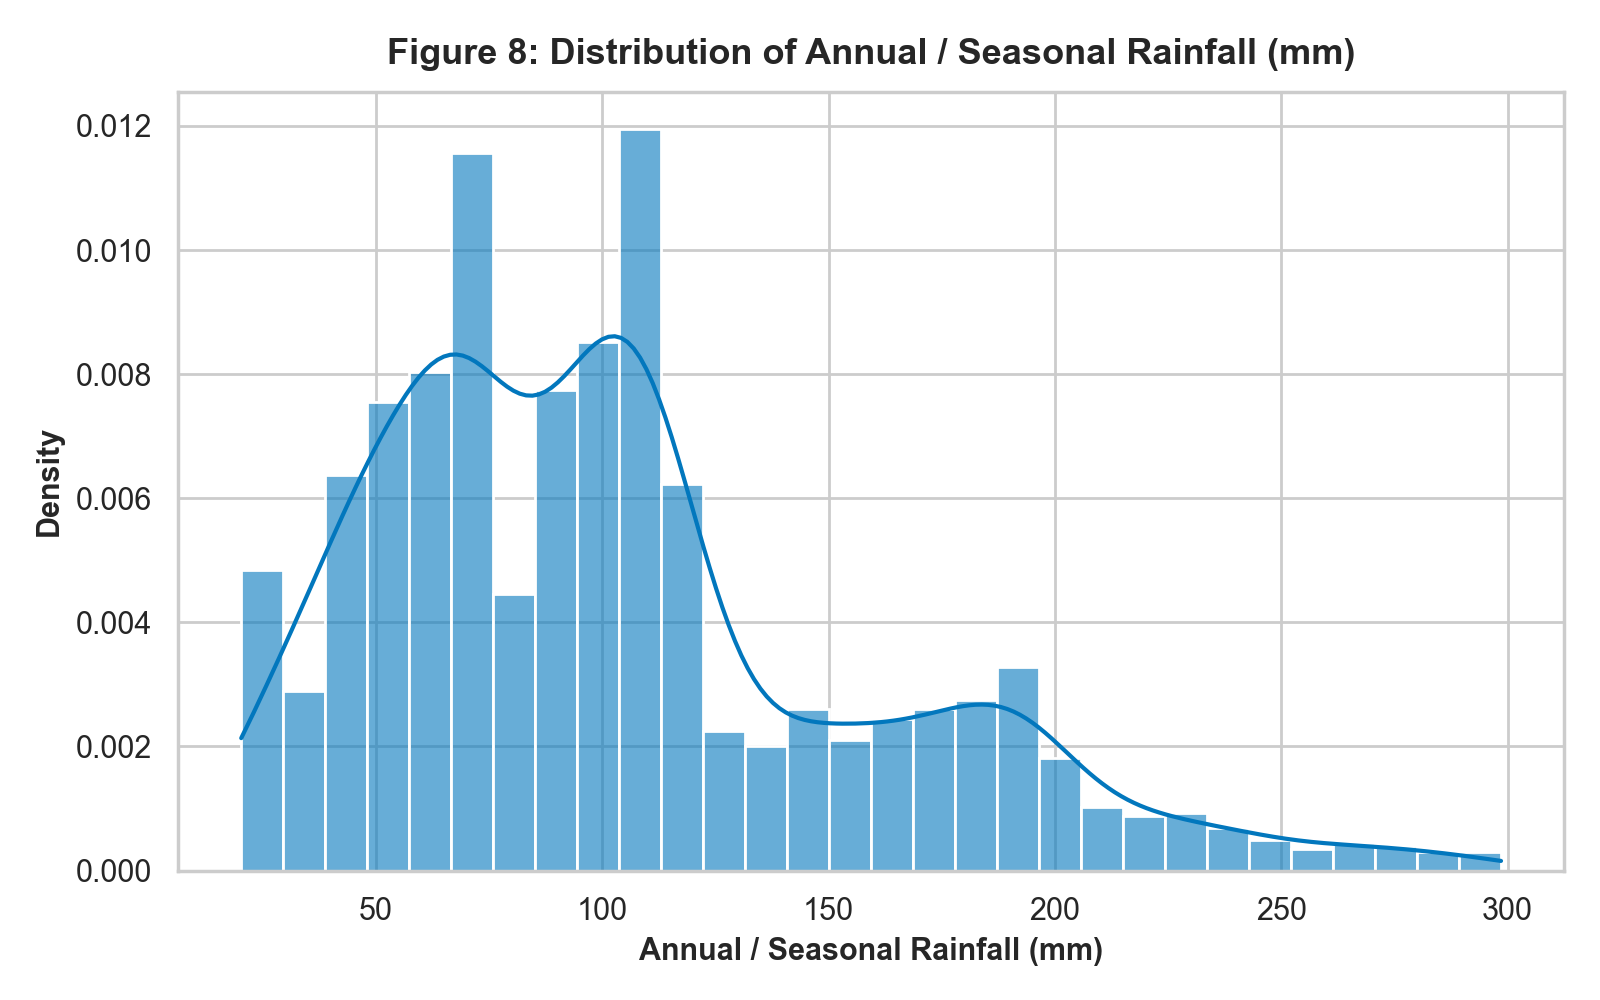 Figure 8: Distribution of Annual / Seasonal Rainfall (mm)
0.012
0.010
0.008
0.006
0.004
0.002
0.000
Density
50 100 150 200 250 300
Annual / Seasonal Rainfall (mm)